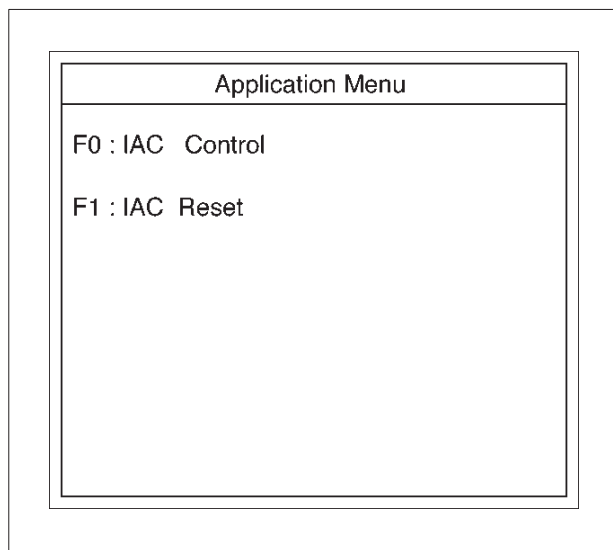 Application Menu
F0 : IAC Control
F1 : IAC Reset